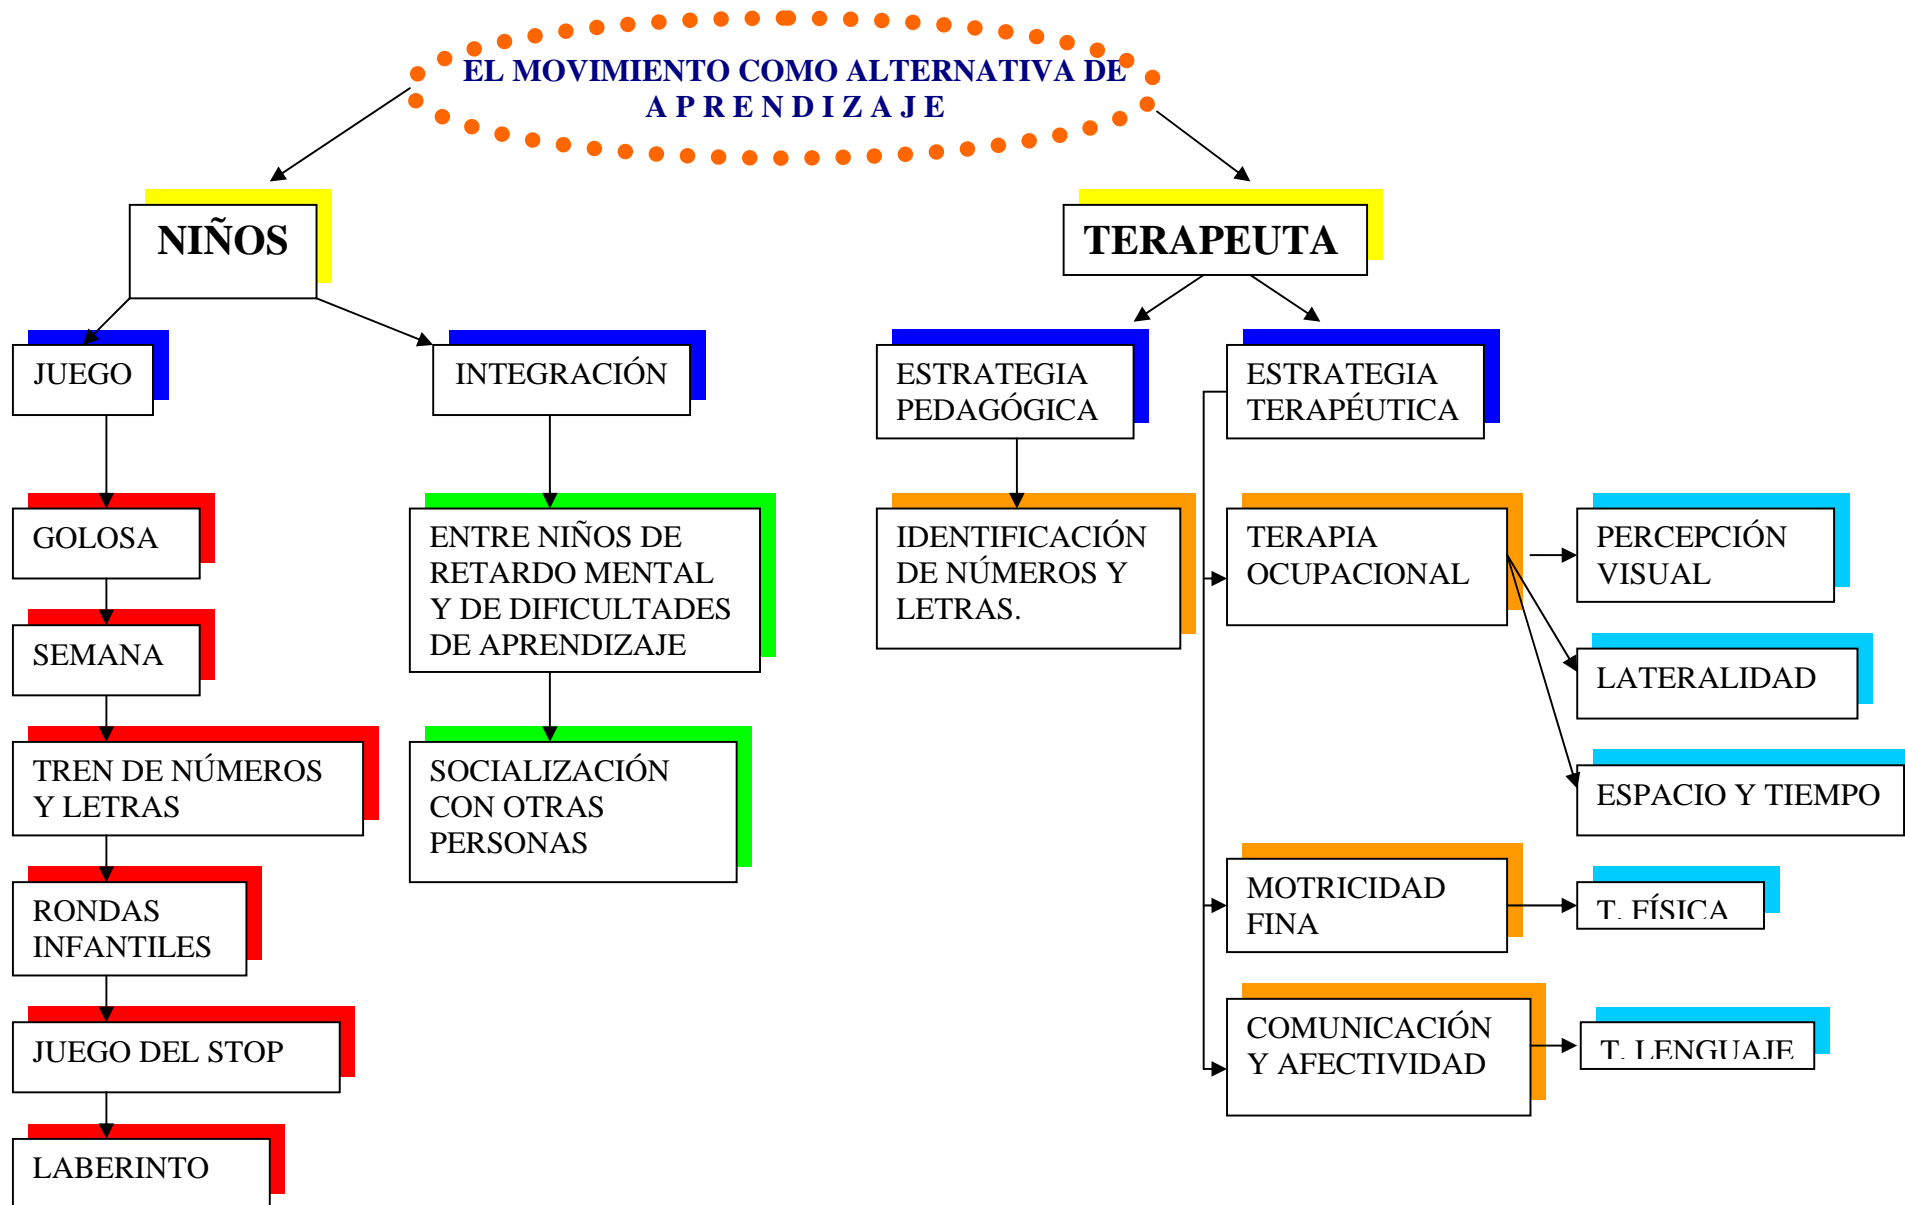 EL MOVIMIENTO COMO ALTERNATIVA DE
A P R E N D I Z A J E
NIÑOS
TERAPEUTA
JUEGO
INTEGRACIÓN
ESTRATEGIA
PEDAGÓGICA
ESTRATEGIA
TERAPÉUTICA
GOLOSA
SEMANA
TREN DE NÚMEROS
Y LETRAS
RONDAS
INFANTILES
JUEGO DEL STOP
LABERINTO
ENTRE NIÑOS DE
RETARDO MENTAL
Y DE DIFICULTADES
DE APRENDIZAJE
SOCIALIZACIÓN
CON OTRAS
PERSONAS
IDENTIFICACIÓN
DE NÚMEROS Y
LETRAS.
TERAPIA
OCUPACIONAL
PERCEPCIÓN
VISUAL
LATERALIDAD
ESPACIO Y TIEMPO
MOTRICIDAD
FINA
T. FÍSICA
COMUNICACIÓN
Y AFECTIVIDAD
T. LENGUAJE